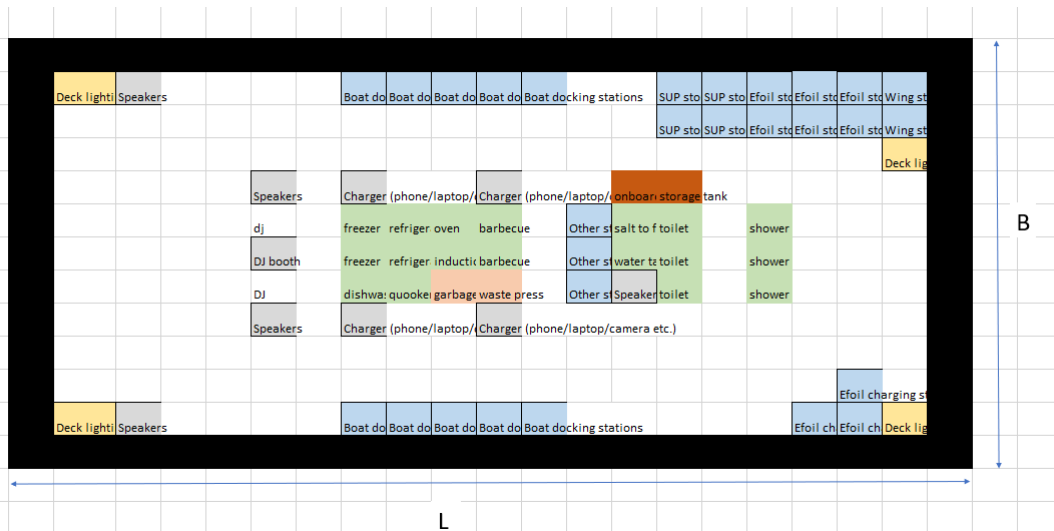 Deck lighti Speakers Boat do Boat do Boat do Boat do Boat docking stations SUP sto SUP sto Efoil sto Efoil sto Efoil sto Wing st
SUP sto SUP sto Efoil sto Efoil sto Efoil sto Wing st
Deck lig
Speakers Charger (phone/laptop/c Charger (phone/laptop/c onboard storage tank
dj freezer refriger oven barbecue Other st salt to f toilet shower
B
DJ booth freezer refriger inductic barbecue Other st water ta toilet shower
DJ dishwas quooker garbage waste press Other st Speaker toilet shower
Speakers Charger (phone/laptop/c Charger (phone/laptop/camera etc.)
Efoil charging st
Deck lighti Speakers Boat do Boat do Boat do Boat do Boat docking stations Efoil ch Efoil ch Deck lig
L